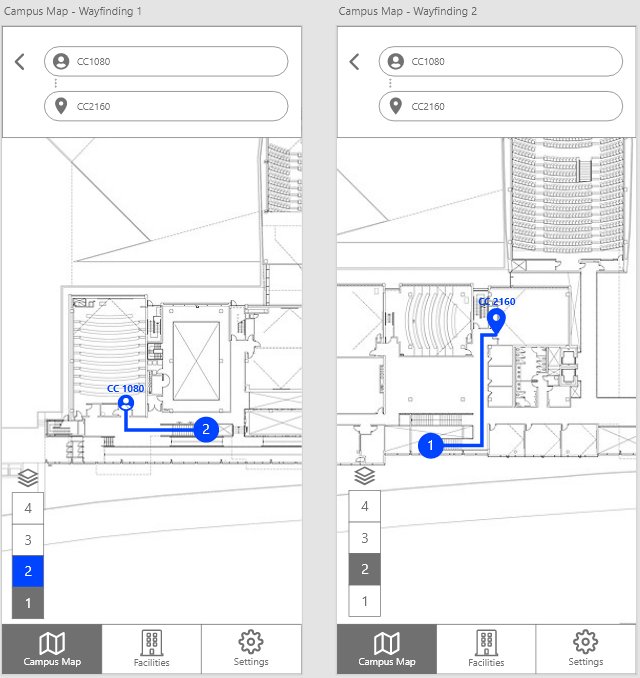 Campus Map - Wayfinding 1
CC1080
CC2160
CC 1080
2
4
3
2
1
Campus Map
Facilities
Settings
Campus Map - Wayfinding 2
CC1080
CC2160
CC 2160
1
4
3
2
1
Campus Map
Facilities
Settings